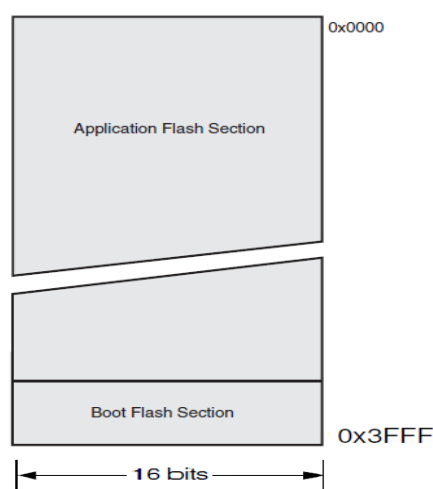 0x0000
Application Flash Section
Boot Flash Section
0x3FFF
16 bits